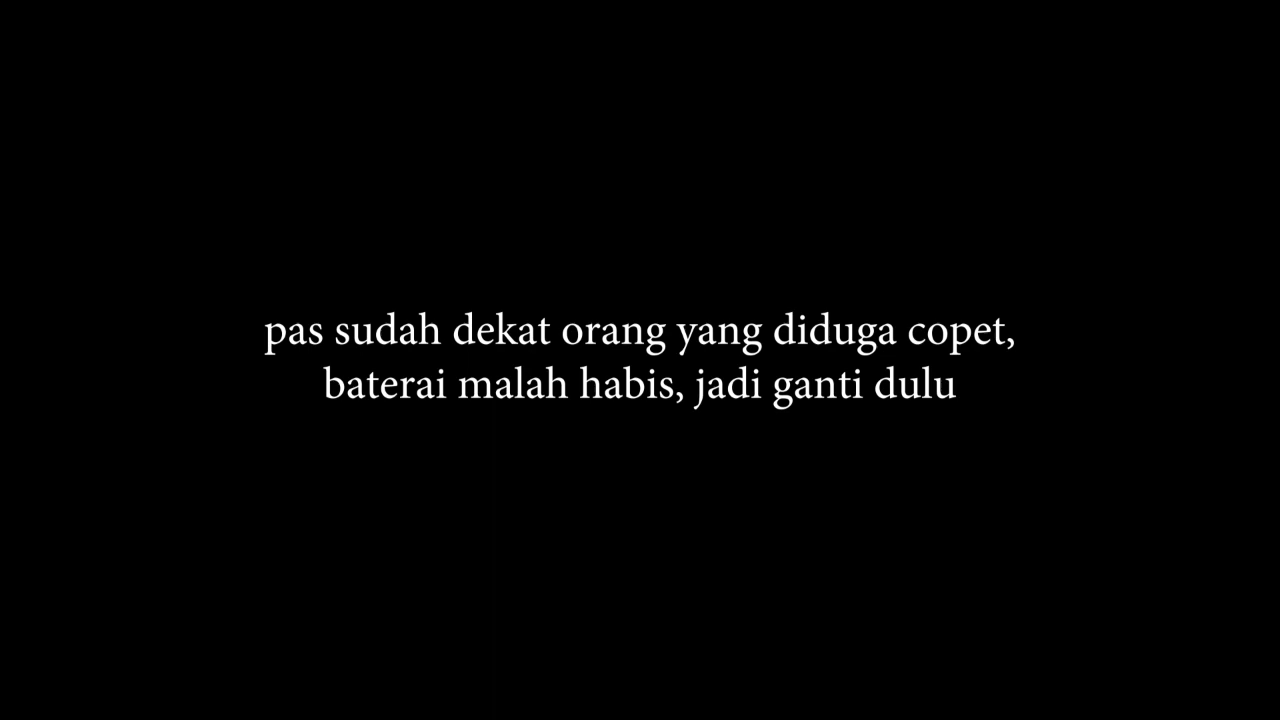 pas sudah dekat orang yang diduga copet,
baterai malah habis, jadi ganti dulu